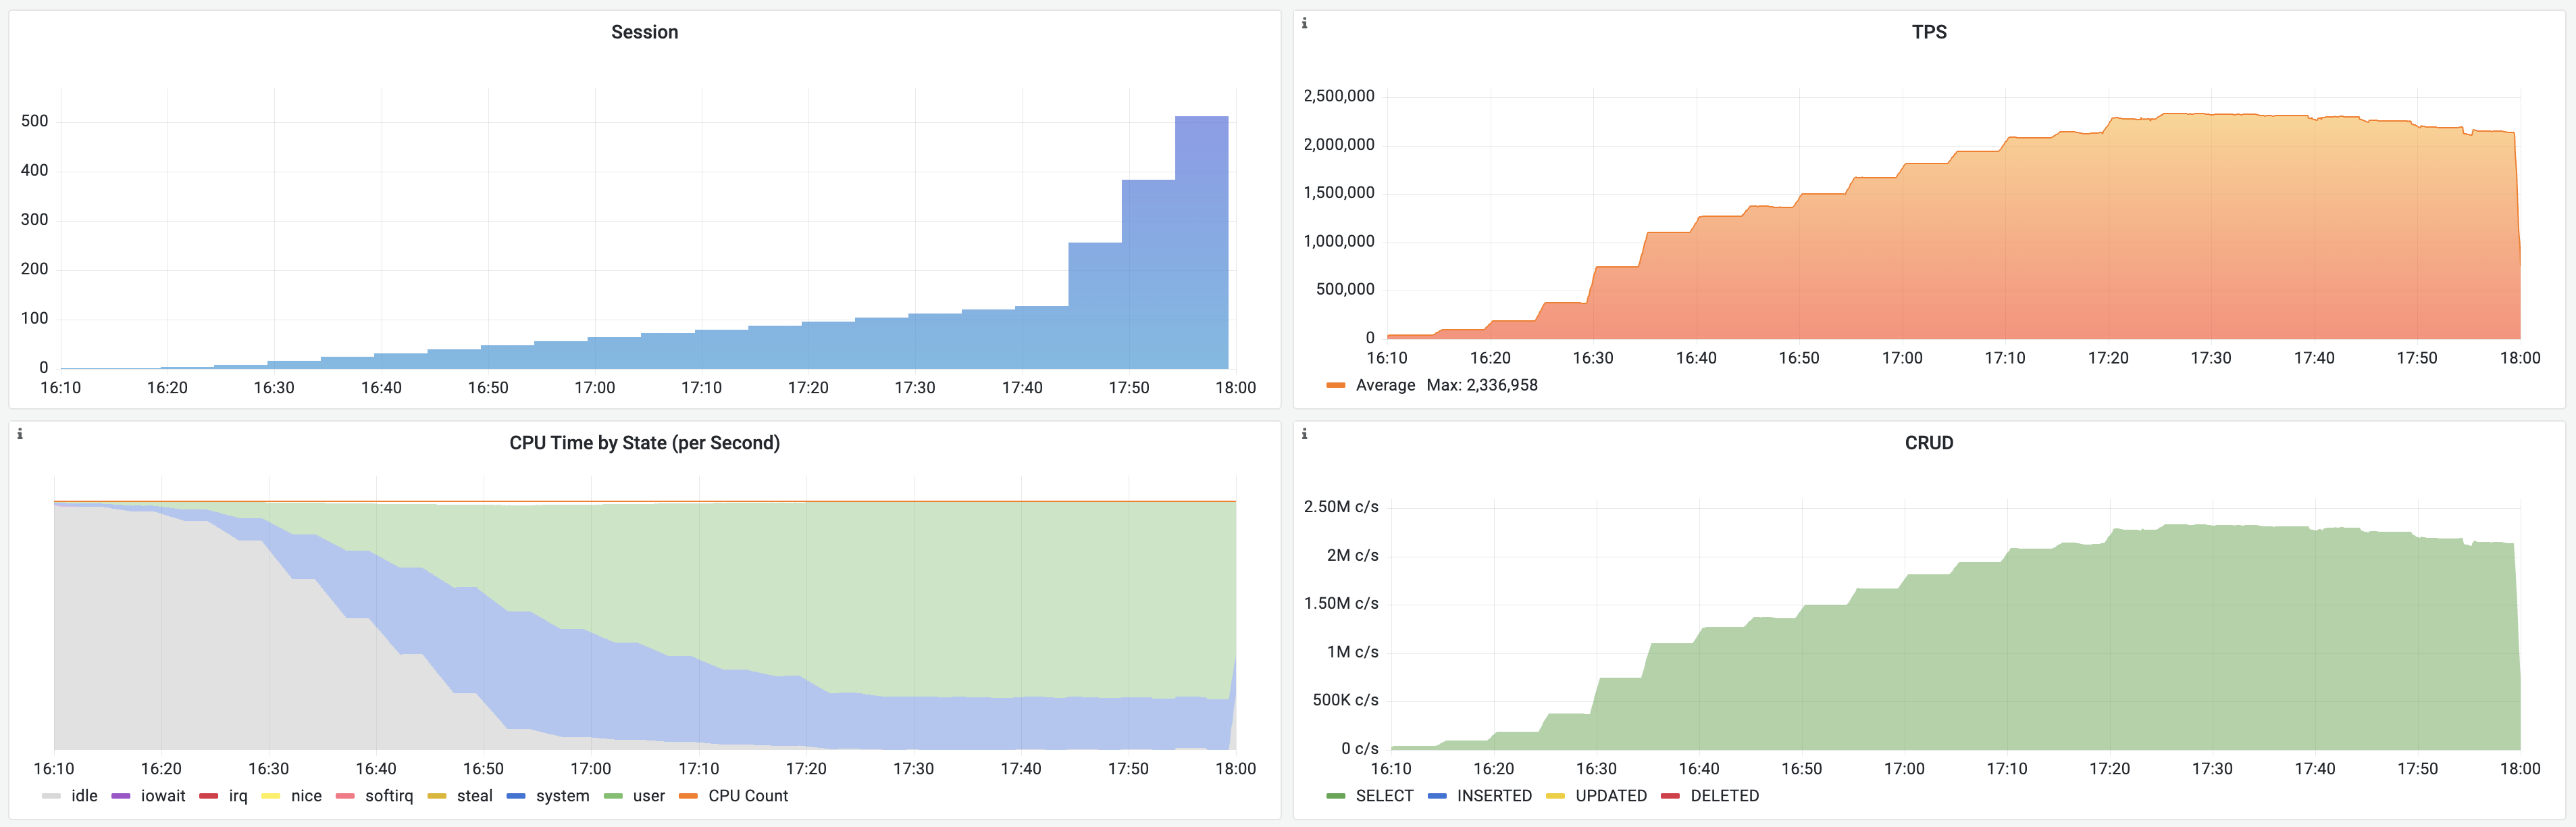 Session
500
400
300
200
100
0
16:10 16:20 16:30 16:40 16:50 17:00 17:10 17:20 17:30 17:40 17:50 18:00
i
TPS
2,500,000
2,000,000
1,500,000
1,000,000
500,000
0
16:10 16:20 16:30 16:40 16:50 17:00 17:10 17:20 17:30 17:40 17:50 18:00
Average Max: 2,336,958
i
CPU Time by State (per Second)
16:10 16:20 16:30 16:40 16:50 17:00 17:10 17:20 17:30 17:40 17:50 18:00
idle iowait irq nice softirq steal system user CPU Count
i
CRUD
2.50M c/s
2M c/s
1.50M c/s
1M c/s
500K c/s
0 c/s
16:10 16:20 16:30 16:40 16:50 17:00 17:10 17:20 17:30 17:40 17:50 18:00
SELECT INSERTED UPDATED DELETED